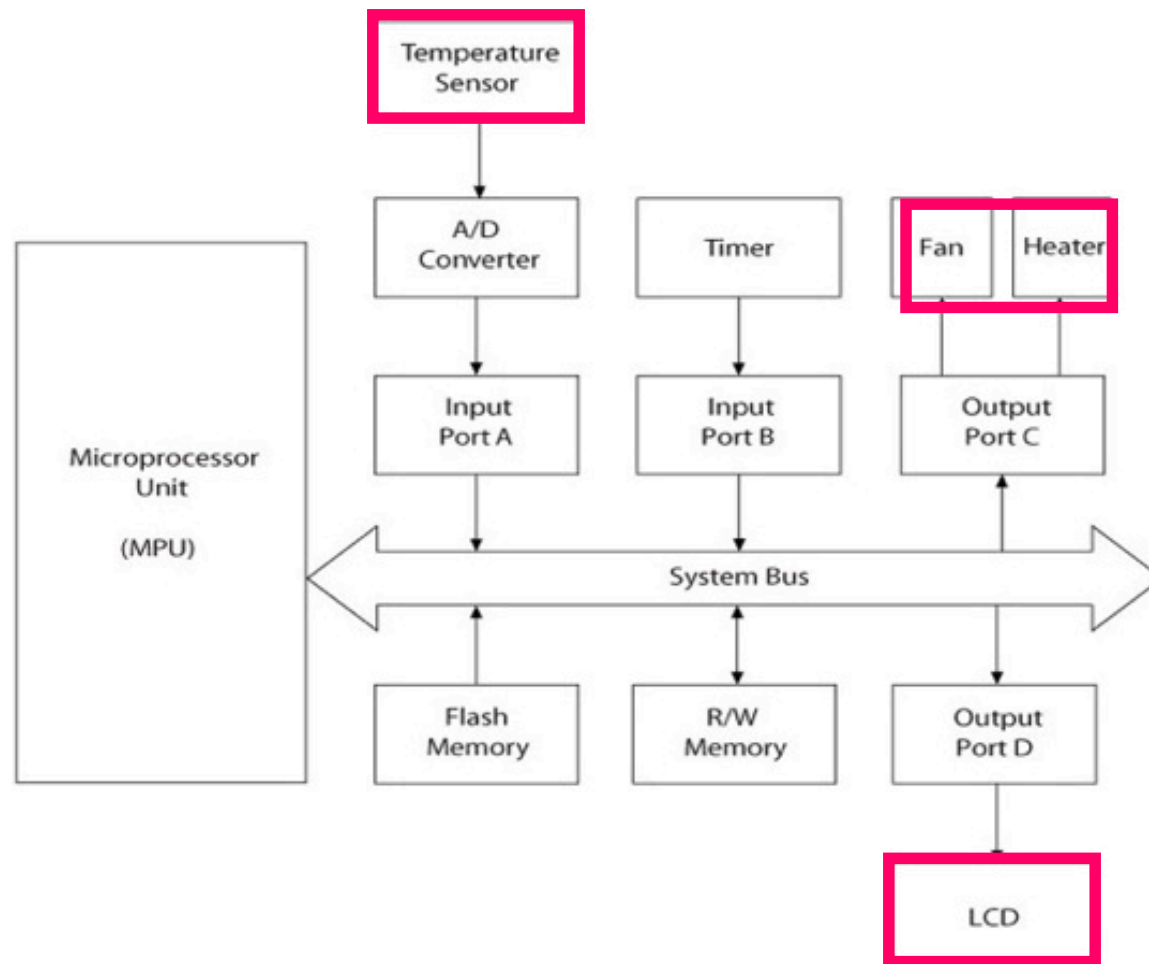 Temperature
Sensor
A/D
Converter
Timer
Fan
Heater
Input
Port A
Input
Port B
Output
Port C
Microprocessor
Unit
(MPU)
System Bus
Flash
Memory
R/W
Memory
Output
Port D
LCD